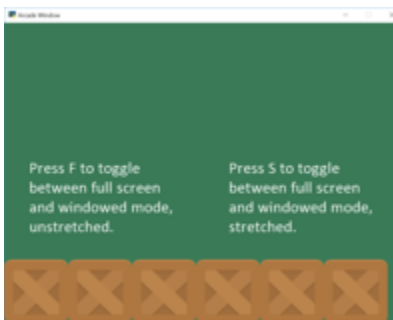 Arcade Window
Press F to toggle
between full screen
and windowed mode,
unstretched.
Press S to toggle
between full screen
and windowed mode,
stretched.